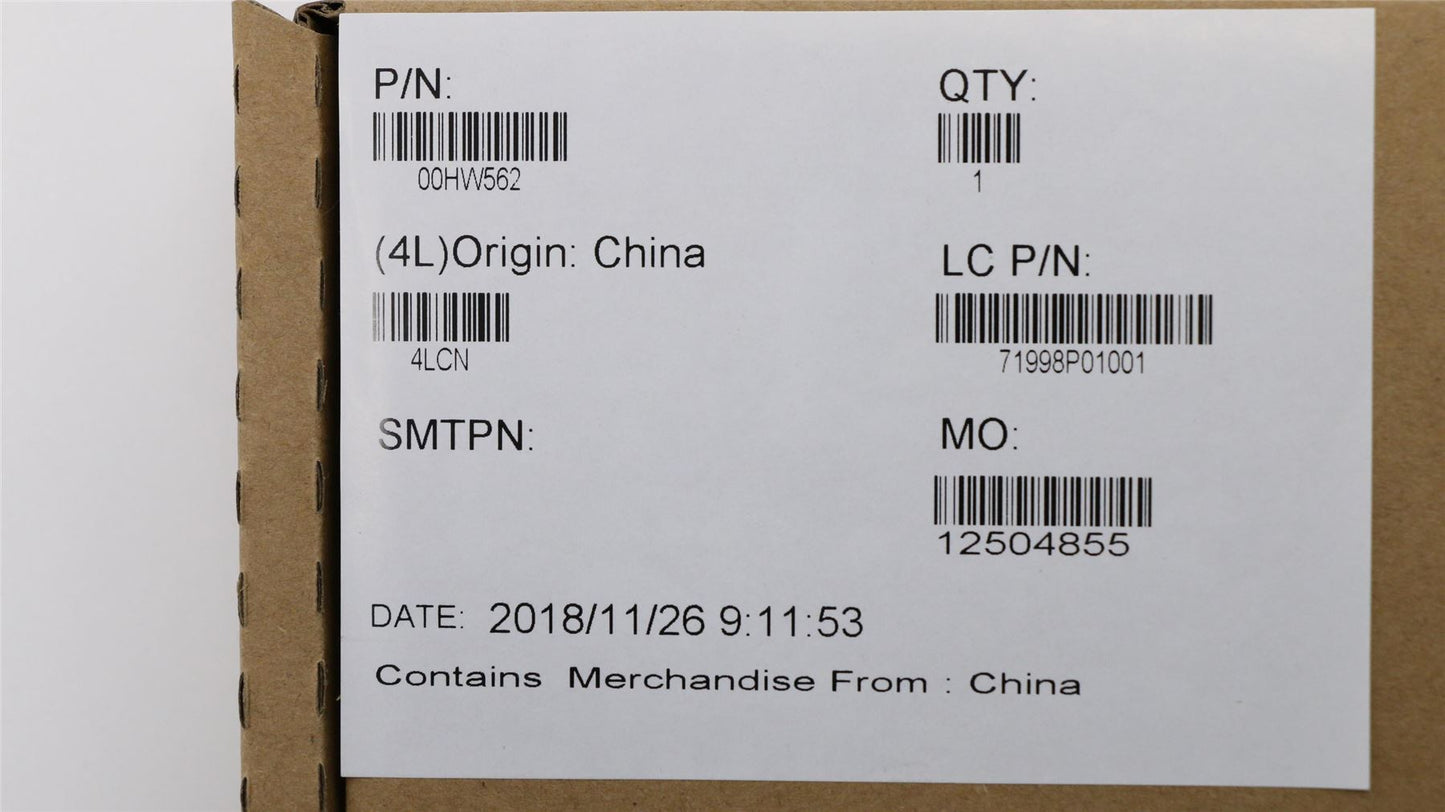 P/N:
QTY:
00HW562
1
(4L)Origin: China
LC P/N:
4LCN
71998P01001
SMTPN:
MO:
12504855
DATE: 2018/11/26 9:11:53
Contains Merchandise From : China